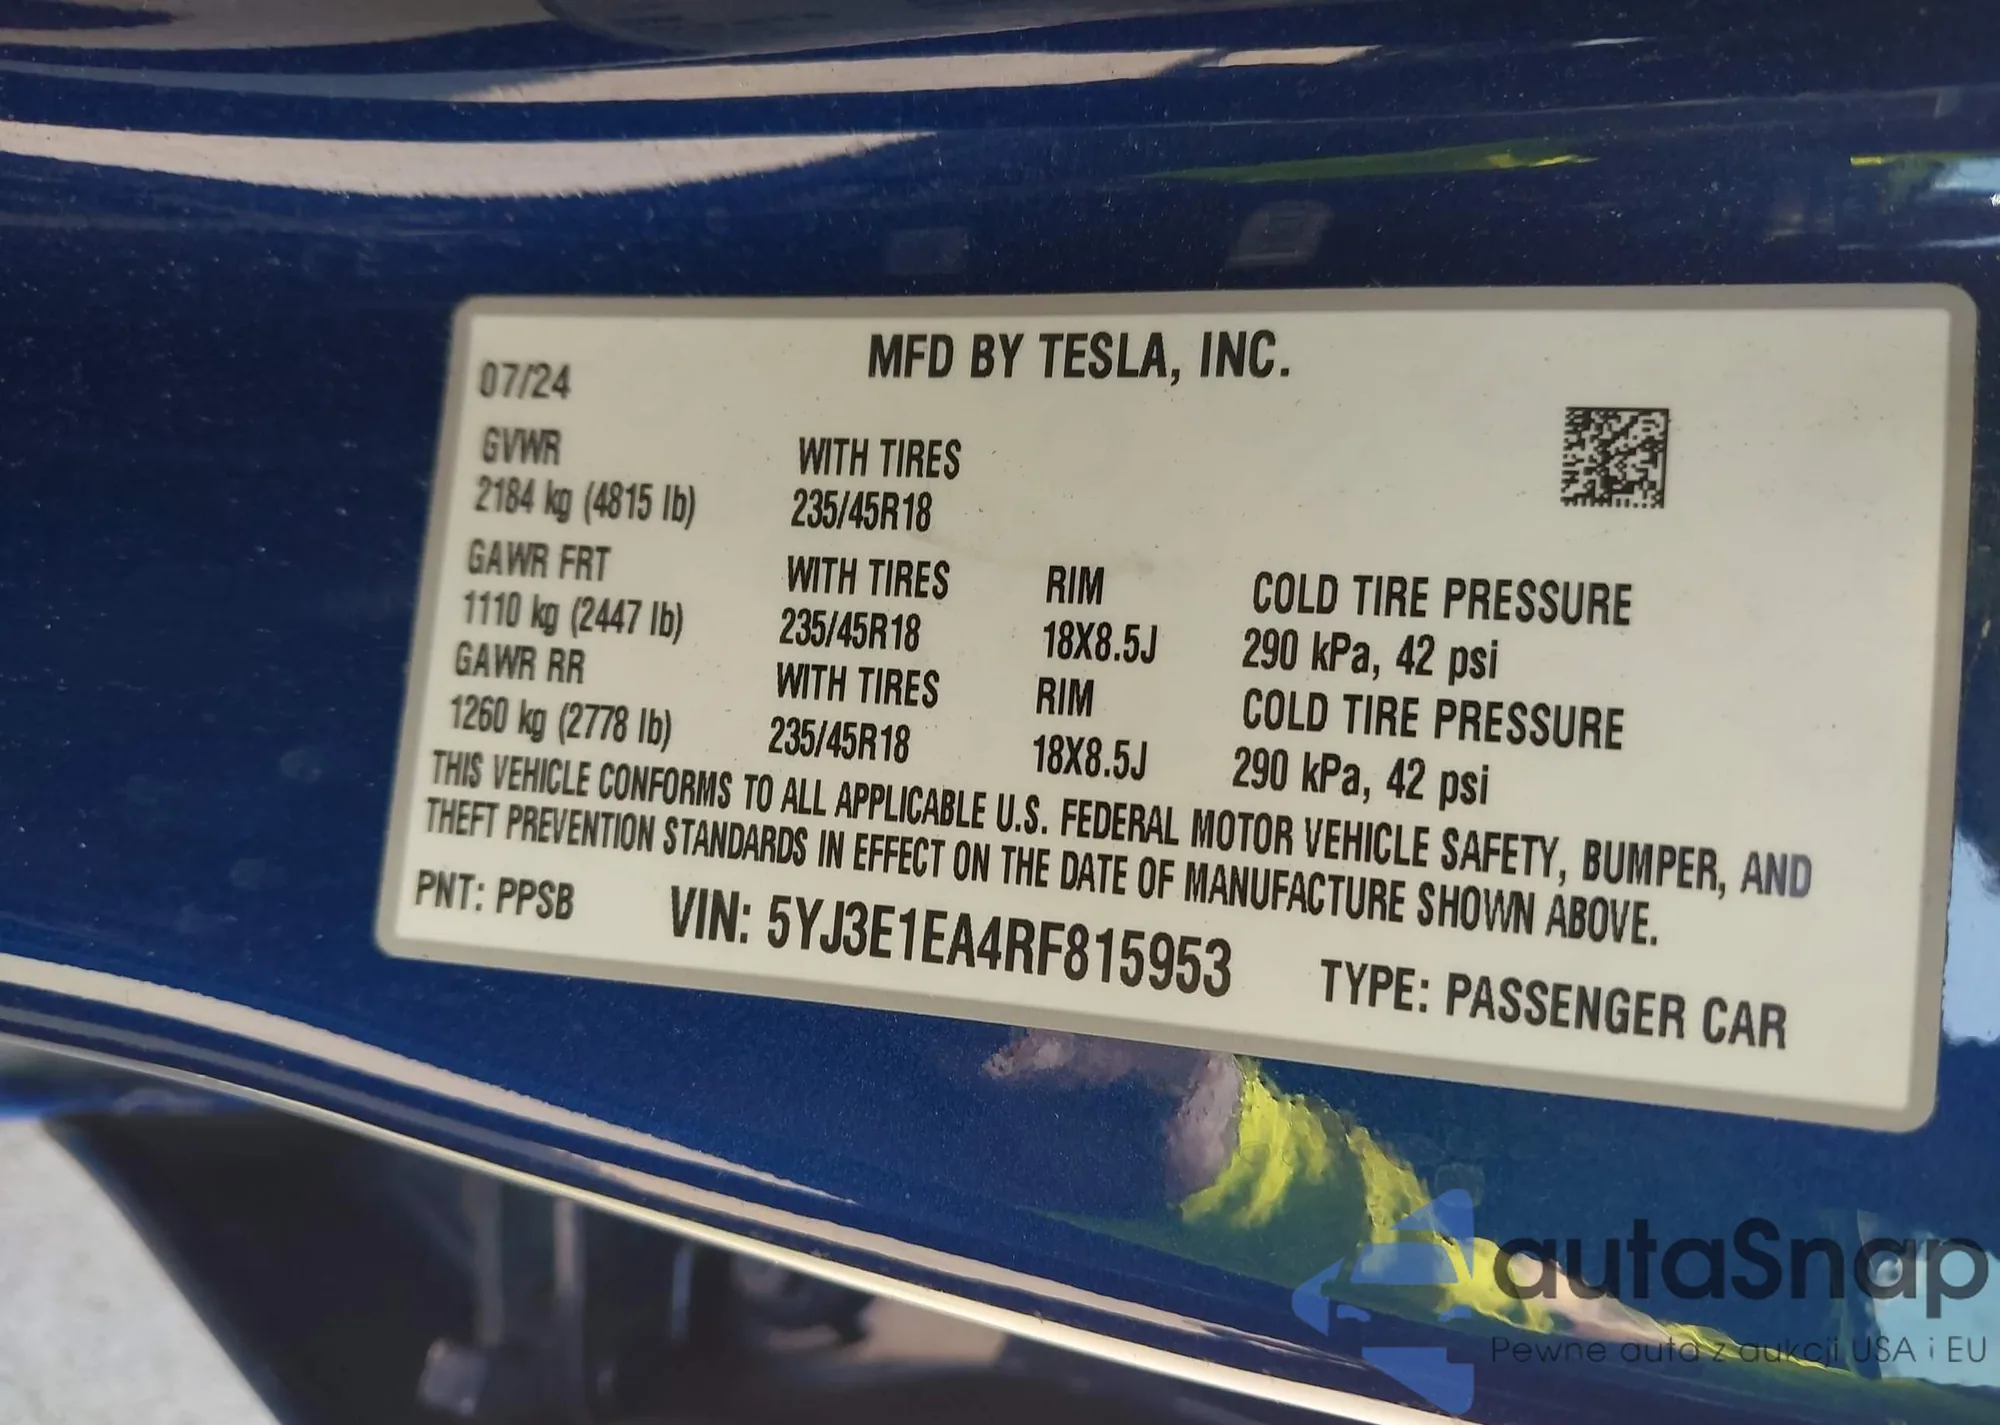 MFD BY TESLA, INC.
07/24
GVWR WITH TIRES
2184 kg (4815 lb) 235/45R18
GAWR FRT WITH TIRES RIM COLD TIRE PRESSURE
1110 kg (2447 lb) 235/45R18 18X8.5J 290 kPa, 42 psi
GAWR RR WITH TIRES RIM COLD TIRE PRESSURE
1260 kg (2778 lb) 235/45R18 18X8.5J 290 kPa, 42 psi
THIS VEHICLE CONFORMS TO ALL APPLICABLE U.S. FEDERAL MOTOR VEHICLE SAFETY, BUMPER, AND
THEFT PREVENTION STANDARDS IN EFFECT ON THE DATE OF MANUFACTURE SHOWN ABOVE.
PNT: PPSB VIN: 5YJ3E1EA4RF815953 TYPE: PASSENGER CAR
autaSnap
Pewne auta z aukcji USA i EU